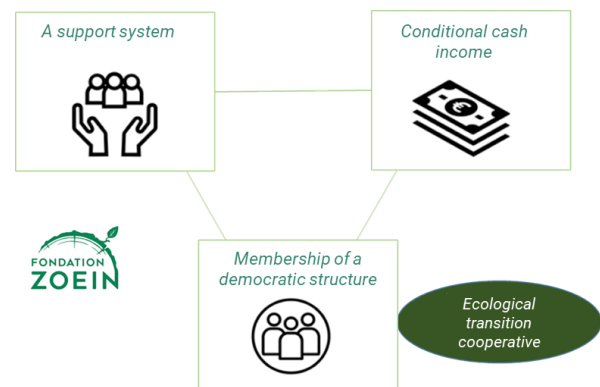 A support system
Conditional cash
income
€
FONDATION
ZOEIN
Membership of a
democratic structure
Ecological
transition
cooperative